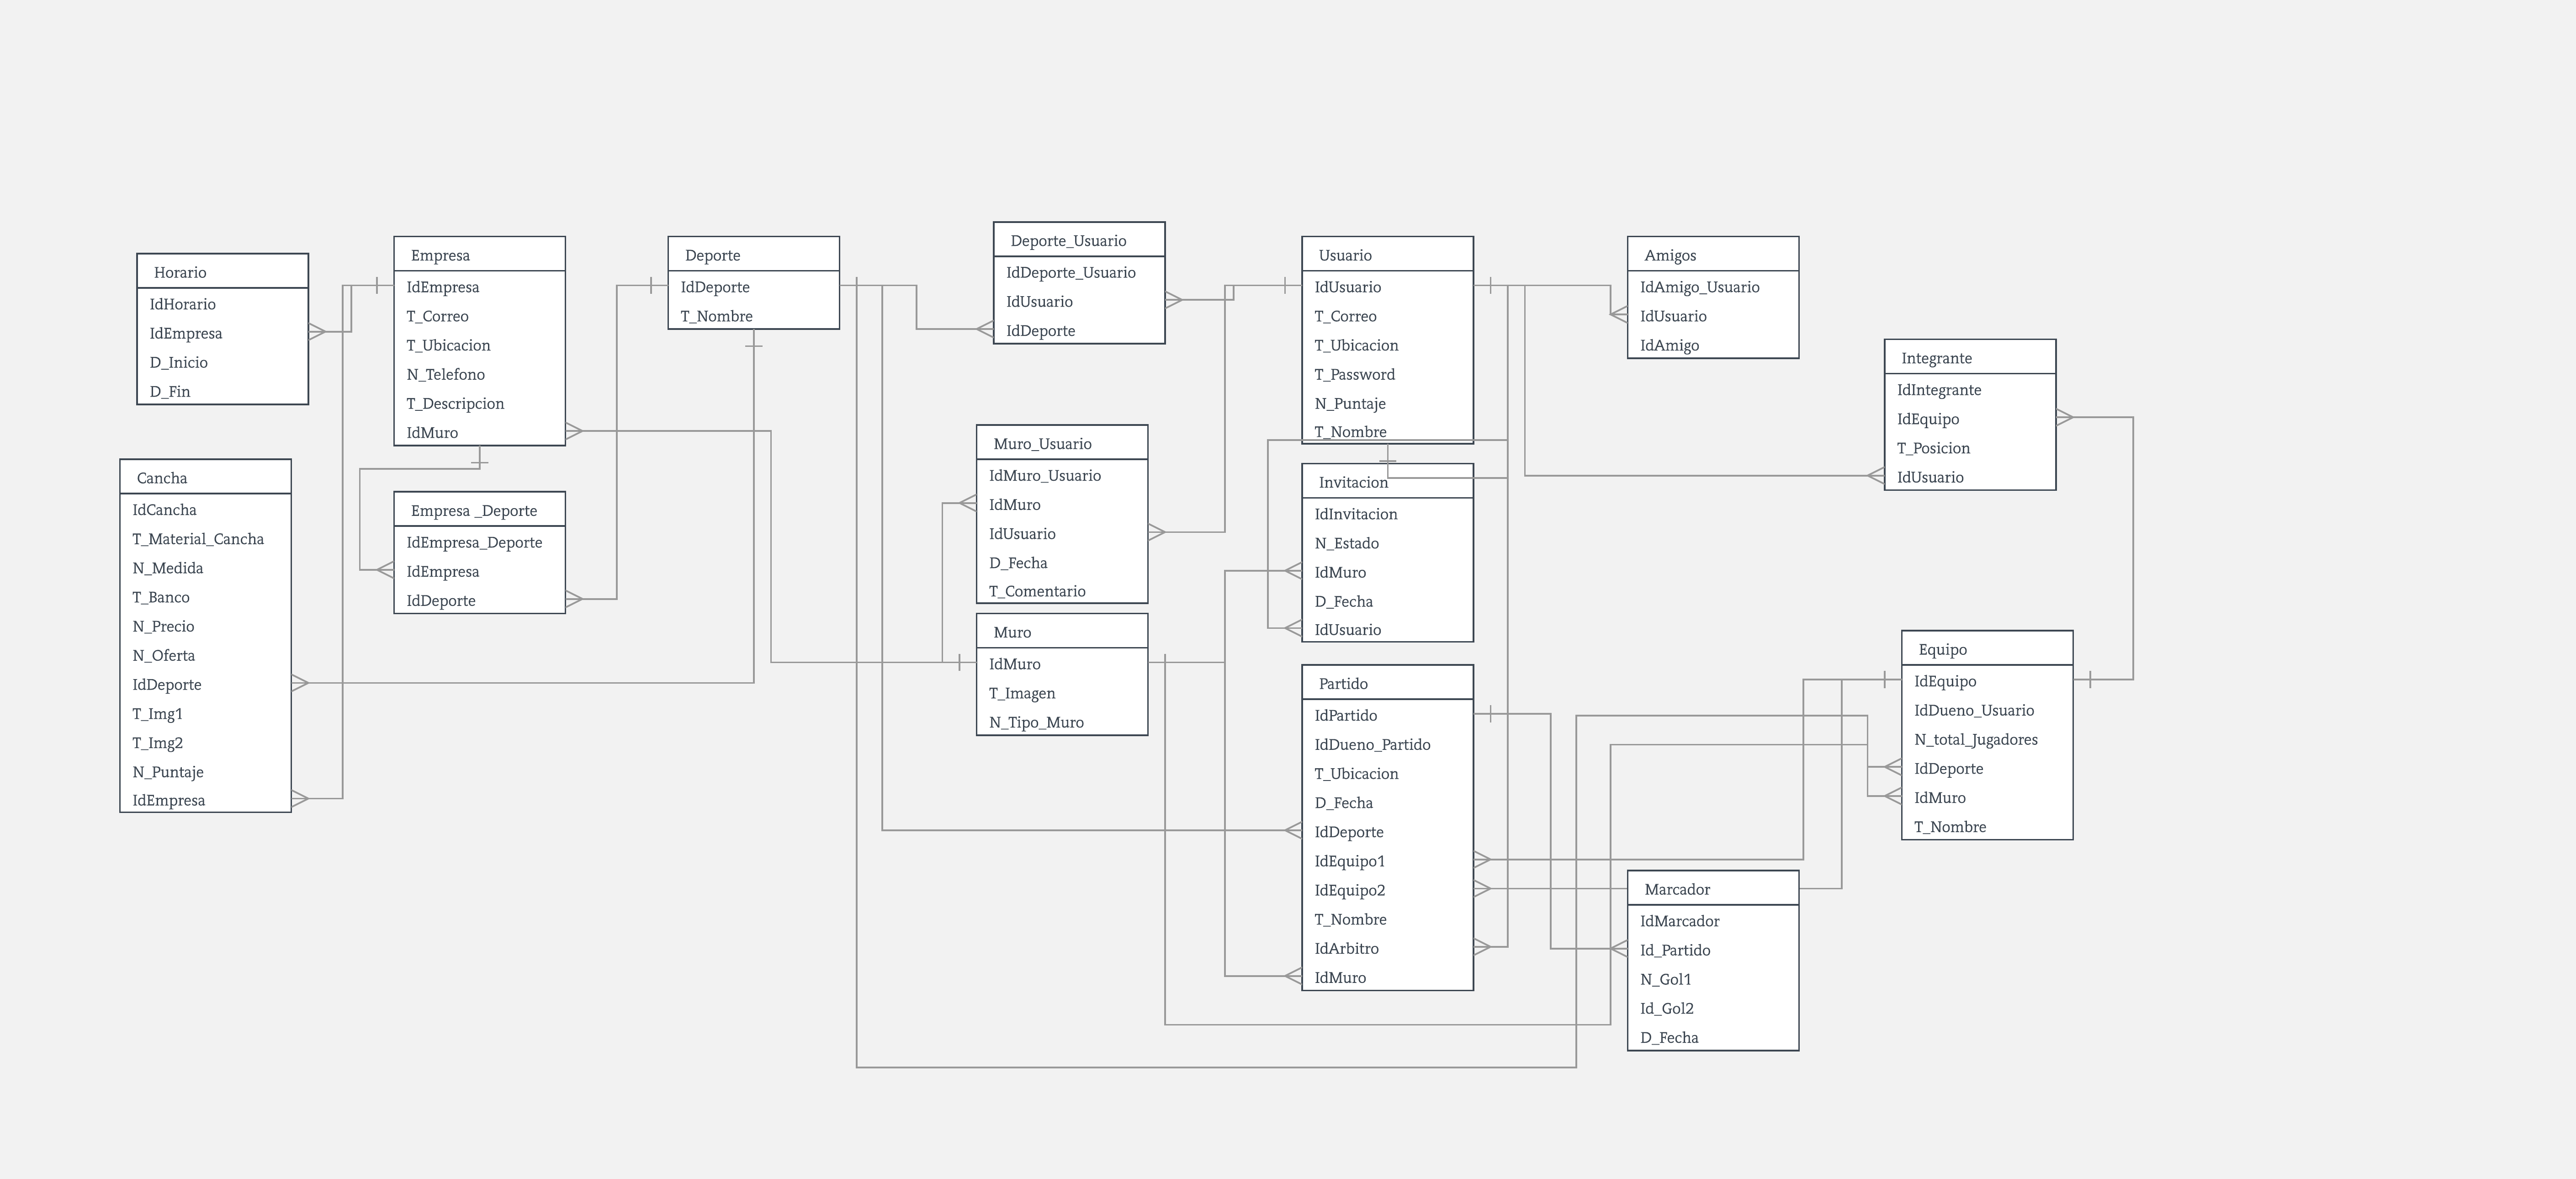 Horario
IdHorario
IdEmpresa
D_Inicio
D_Fin
Cancha
IdCancha
T_Material_Cancha
N_Medida
T_Banco
N_Precio
N_Oferta
IdDeporte
T_Img1
T_Img2
N_Puntaje
IdEmpresa
Empresa
IdEmpresa
T_Correo
T_Ubicacion
N_Telefono
T_Descripcion
IdMuro
Empresa _Deporte
IdEmpresa_Deporte
IdEmpresa
IdDeporte
Deporte
IdDeporte
T_Nombre
Deporte_Usuario
IdDeporte_Usuario
IdUsuario
IdDeporte
Muro_Usuario
IdMuro_Usuario
IdMuro
IdUsuario
D_Fecha
T_Comentario
Muro
IdMuro
T_Imagen
N_Tipo_Muro
Usuario
IdUsuario
T_Correo
T_Ubicacion
T_Password
N_Puntaje
T_Nombre
Invitacion
IdInvitacion
N_Estado
IdMuro
D_Fecha
IdUsuario
Partido
IdPartido
IdDueno_Partido
T_Ubicacion
D_Fecha
IdDeporte
IdEquipo1
IdEquipo2
T_Nombre
IdArbitro
IdMuro
Amigos
IdAmigo_Usuario
IdUsuario
IdAmigo
Marcador
IdMarcador
Id_Partido
N_Gol1
Id_Gol2
D_Fecha
Integrante
IdIntegrante
IdEquipo
T_Posicion
IdUsuario
Equipo
IdEquipo
IdDueno_Usuario
N_total_Jugadores
IdDeporte
IdMuro
T_Nombre